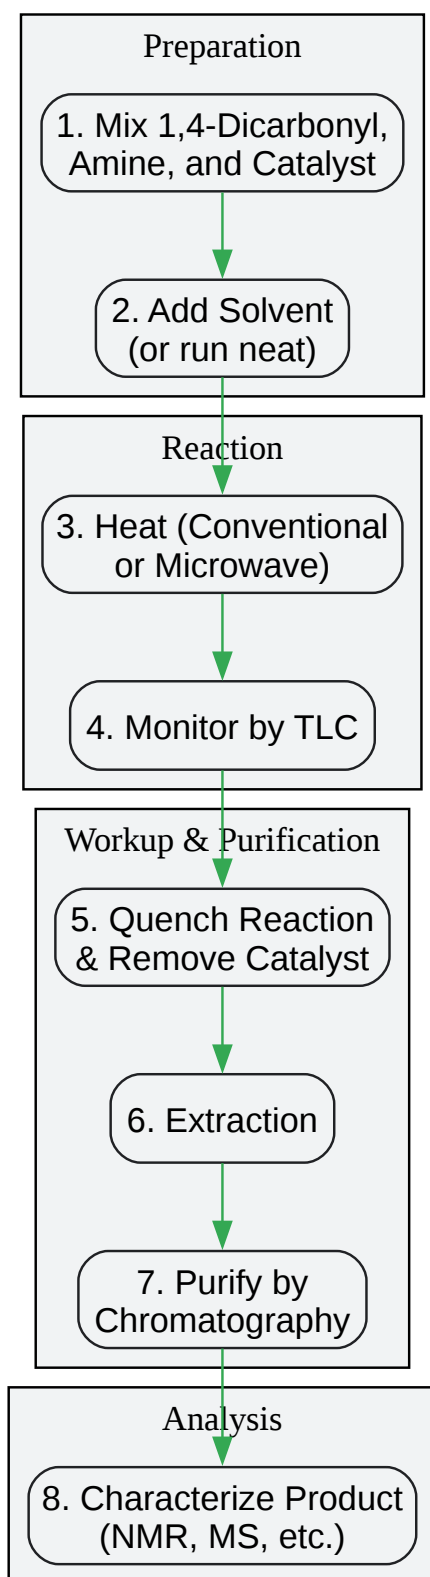 Preparation
1. Mix 1,4-Dicarbonyl,
Amine, and Catalyst
2. Add Solvent
(or run neat)
Reaction
3. Heat (Conventional
or Microwave)
4. Monitor by TLC
Workup & Purification
5. Quench Reaction
& Remove Catalyst
6. Extraction
7. Purify by
Chromatography
Analysis
8. Characterize Product
(NMR, MS, etc.)